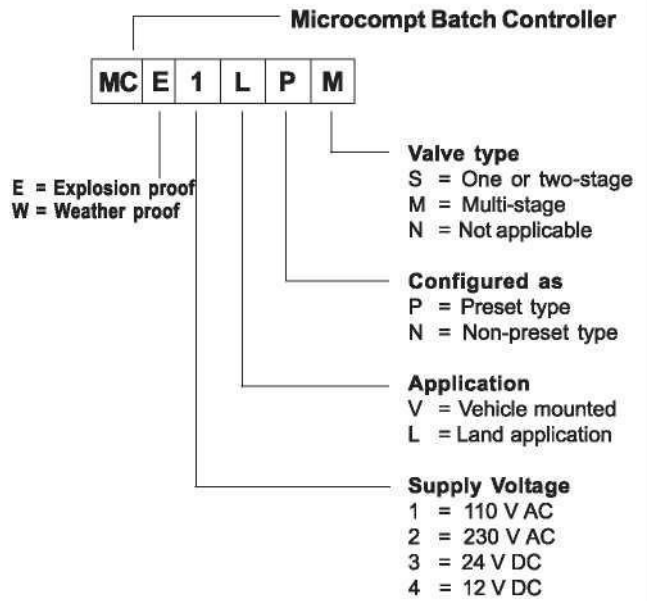 Microcompt Batch Controller
MC E 1 L P M
E = Explosion proof
W = Weather proof
Valve type
S = One or two-stage
M = Multi-stage
N = Not applicable
Configured as
P = Preset type
N = Non-preset type
Application
V = Vehicle mounted
L = Land application
Supply Voltage
1 = 110 V AC
2 = 230 V AC
3 = 24 V DC
4 = 12 V DC